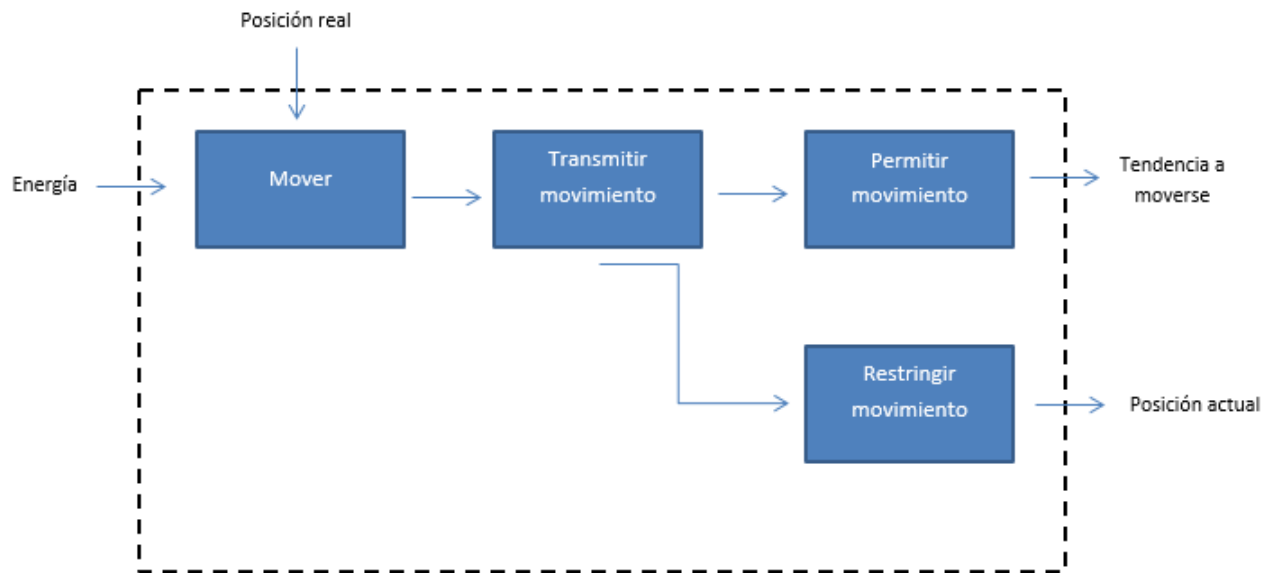 Posición real
Energía
Mover
Transmitir
movimiento
Permitir
movimiento
Tendencia a
moverse
Restringir
movimiento
Posición actual